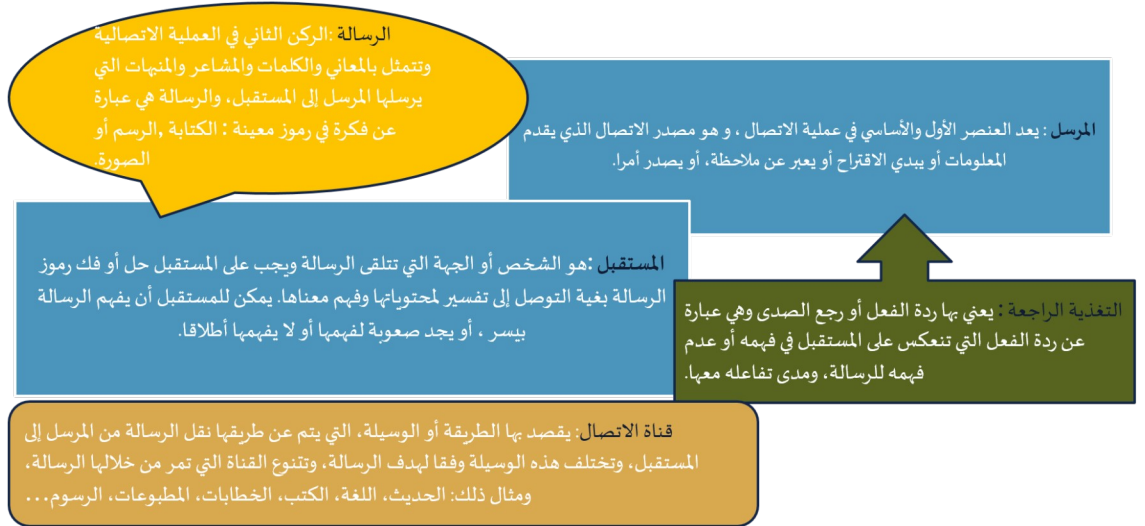 الرسالة :الركن الثاني في العملية الاتصالية
وتتمثل بالمعاني والكلمات والمشاعر والمنبهات التي
يرسلها المرسل إلى المستقبل، والرسالة هي عبارة
عن فكرة في رموز معينة : الكتابة ,الرسم أو
الصورة.
المرسل : يعد العنصر الأول والأساسي في عملية الاتصال ، و هو مصدر الاتصال الذي يقدم
المعلومات أو يبدي الاقتراح أو يعبر عن ملاحظة، أو يصدر أمرا.
المستقبل :هو الشخص أو الجهة التي تتلقى الرسالة ويجب على المستقبل حل أو فك رموز
الرسالة بغية التوصل إلى تفسير لمحتوياتها وفهم معناها. يمكن للمستقبل أن يفهم الرسالة
بيسر ، أو يجد صعوبة لفهمها أو لا يفهمها أطلاقا.
التغذية الراجعة : يعني بها ردة الفعل أو رجع الصدى وهي عبارة
عن ردة الفعل التي تنعكس على المستقبل في فهمه أو عدم
فهمه للرسالة، ومدى تفاعله معها.
قناة الاتصال: يقصد بها الطريقة أو الوسيلة، التي يتم عن طريقها نقل الرسالة من المرسل إلى
المستقبل، وتختلف هذه الوسيلة وفقا لهدف الرسالة، وتتنوع القناة التي تمر من خلالها الرسالة،
ومثال ذلك: الحديث، اللغة، الكتب، الخطابات، المطبوعات، الرسوم...